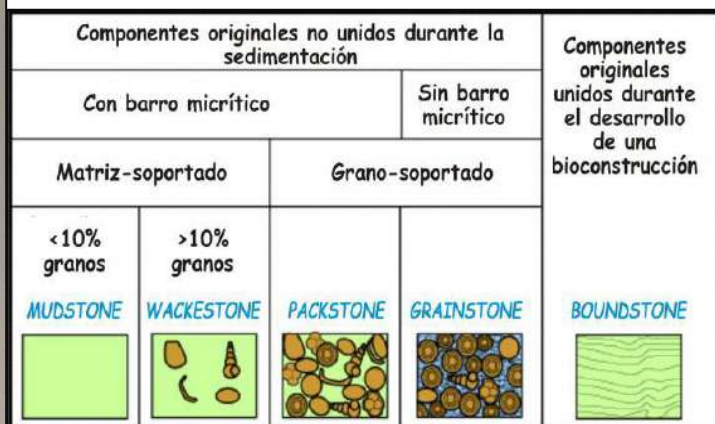 Componentes originales no unidos durante la
sedimentación
Componentes
originales
unidos durante
el desarrollo
de una
bioconstrucción
Con barro micrítico
Sin barro
micrítico
Matriz-soportado
Grano-soportado
<10%
granos
>10%
granos
MUDSTONE
WACKESTONE
PACKSTONE
GRAINSTONE
BOUNDSTONE